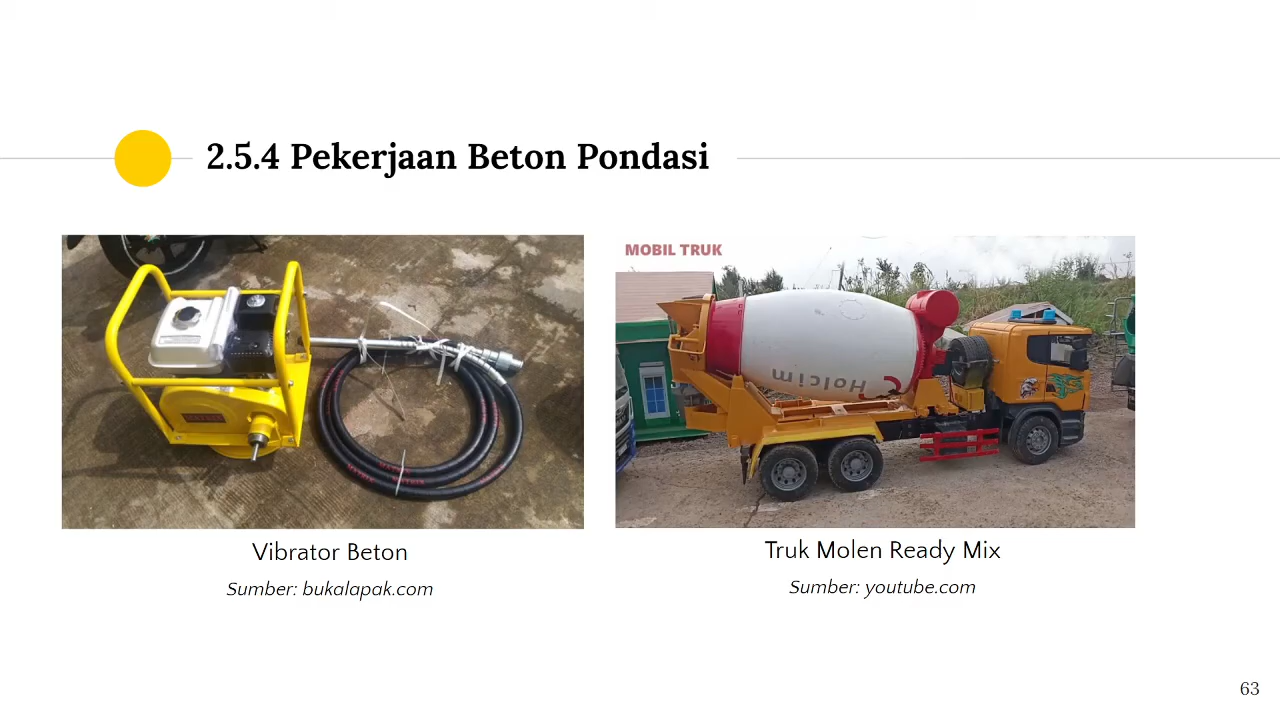 2.5.4 Pekerjaan Beton Pondasi
MOBIL TRUK
Holcim
Vibrator Beton
Truk Molen Ready Mix
Sumber: bukalapak.com
Sumber: youtube.com
63